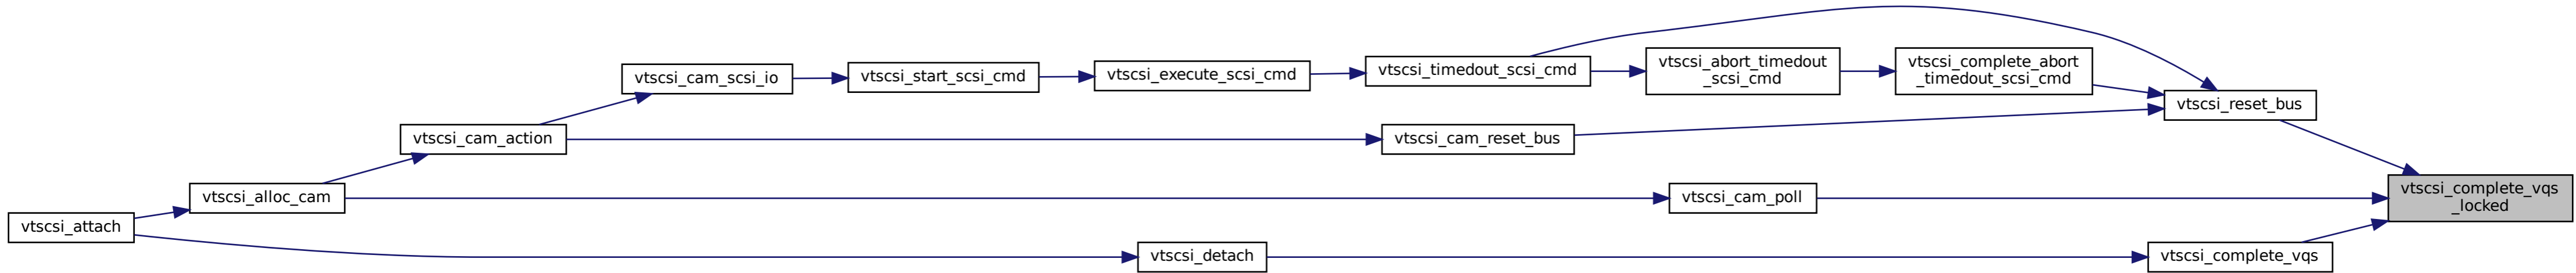 vtscsi_attach
vtscsi_alloc_cam
vtscsi_cam_action
vtscsi_cam_scsi_io
vtscsi_start_scsi_cmd
vtscsi_execute_scsi_cmd
vtscsi_timedout_scsi_cmd
vtscsi_abort_timedout
_scsi_cmd
vtscsi_complete_abort
_timedout_scsi_cmd
vtscsi_reset_bus
vtscsi_cam_reset_bus
vtscsi_cam_poll
vtscsi_complete_vqs
_locked
vtscsi_detach
vtscsi_complete_vqs